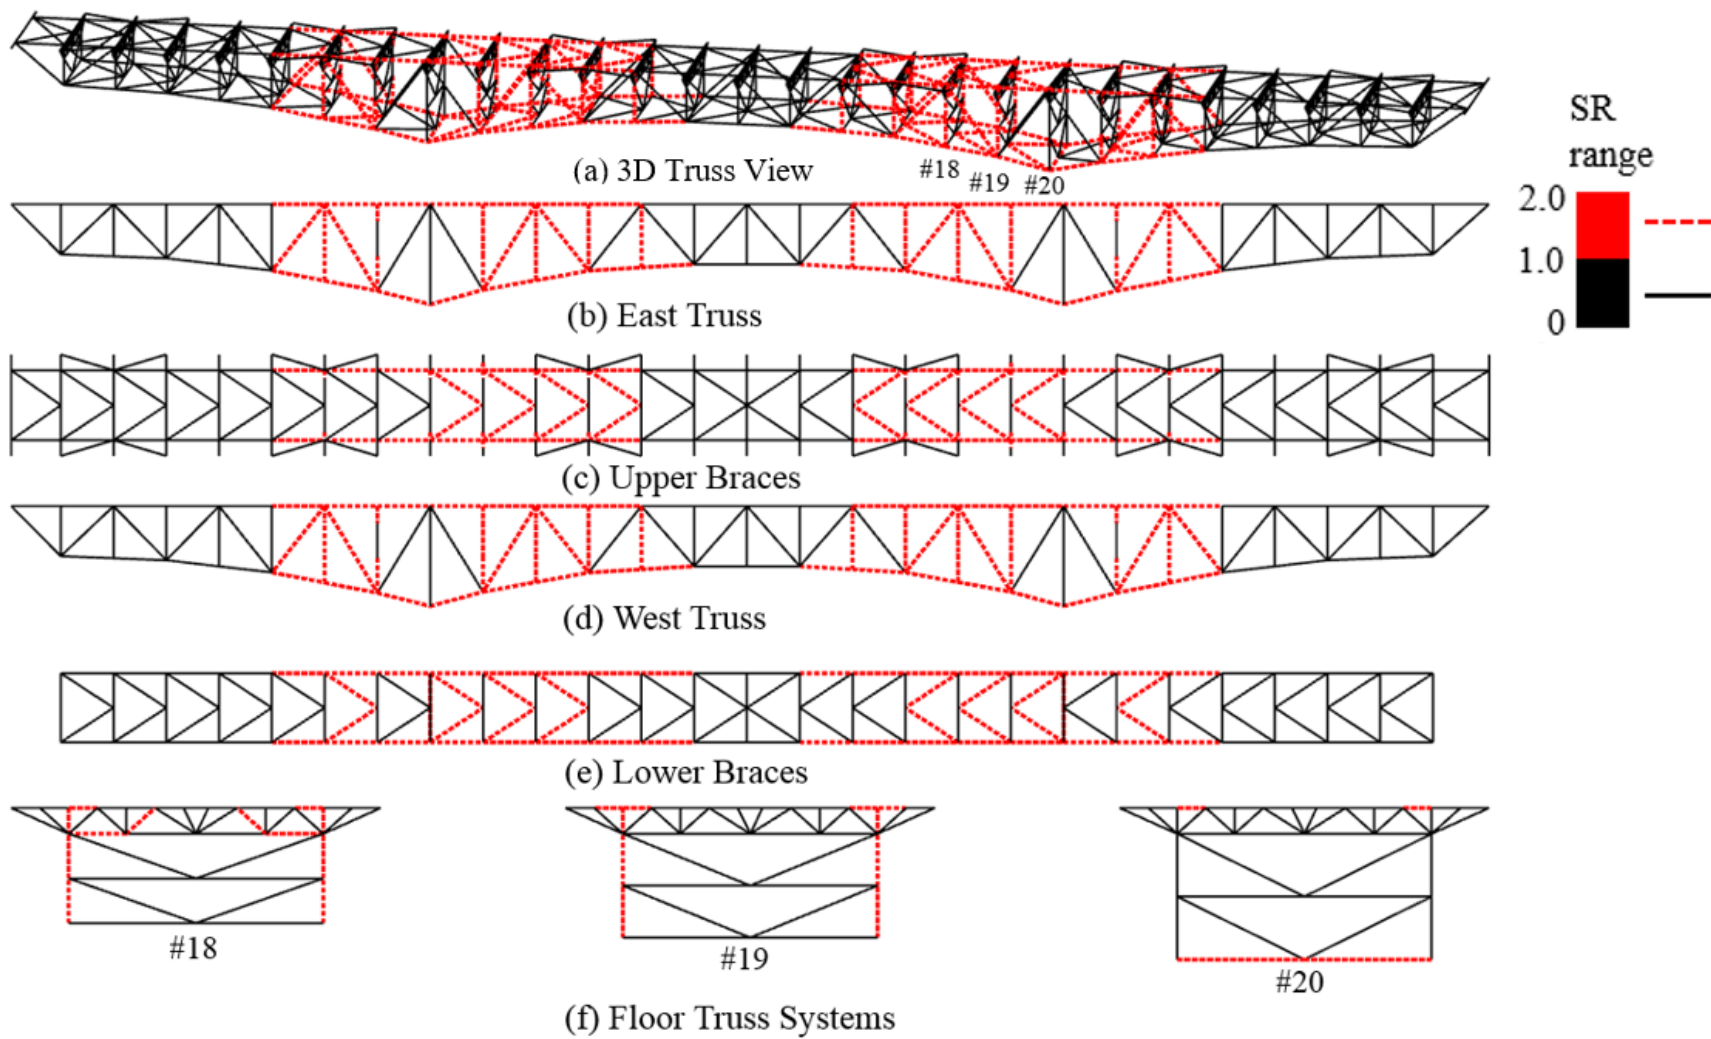 (a) 3D Truss View
#18
#19
#20
SR
range
2.0
1.0
0
(b) East Truss
(c) Upper Braces
(d) West Truss
(e) Lower Braces
#18
#19
#20
(f) Floor Truss Systems